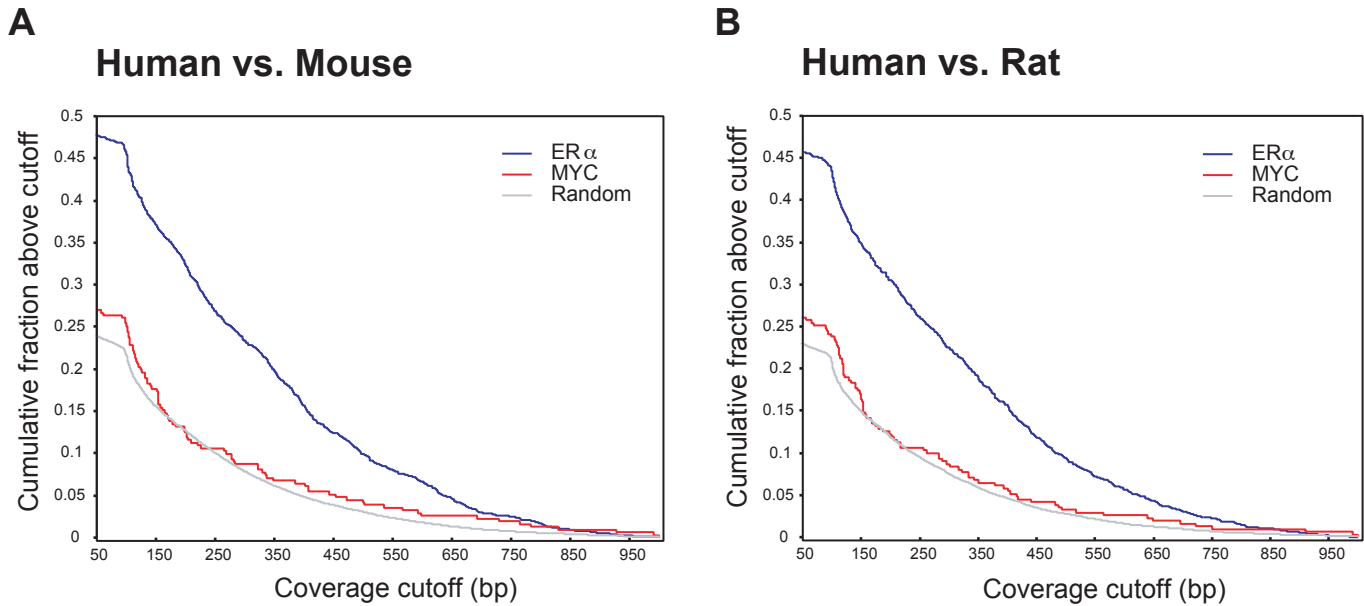 A
Human vs. Mouse
Cumulative fraction above cutoff
0.5
0.45
0.4
0.35
0.3
0.25
0.2
0.15
0.1
0.05
0
ER α
MYC
Random
50 150 250 350 450 550 650 750 850 950
Coverage cutoff (bp)
B
Human vs. Rat
Cumulative fraction above cutoff
0.5
0.45
0.4
0.35
0.3
0.25
0.2
0.15
0.1
0.05
0
ERα
MYC
Random
50 150 250 350 450 550 650 750 850 950
Coverage cutoff (bp)